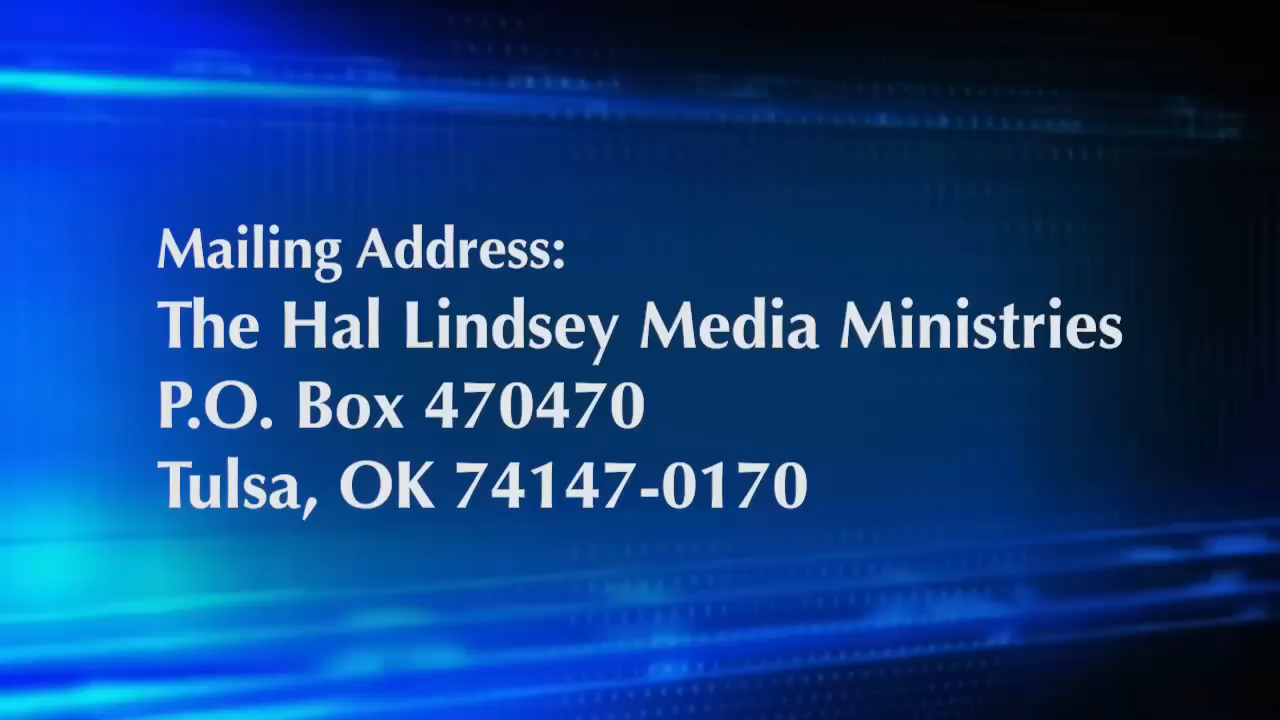 Mailing Address:
The Hal Lindsey Media Ministries
P.O. Box 470470
Tulsa, OK 74147-0170